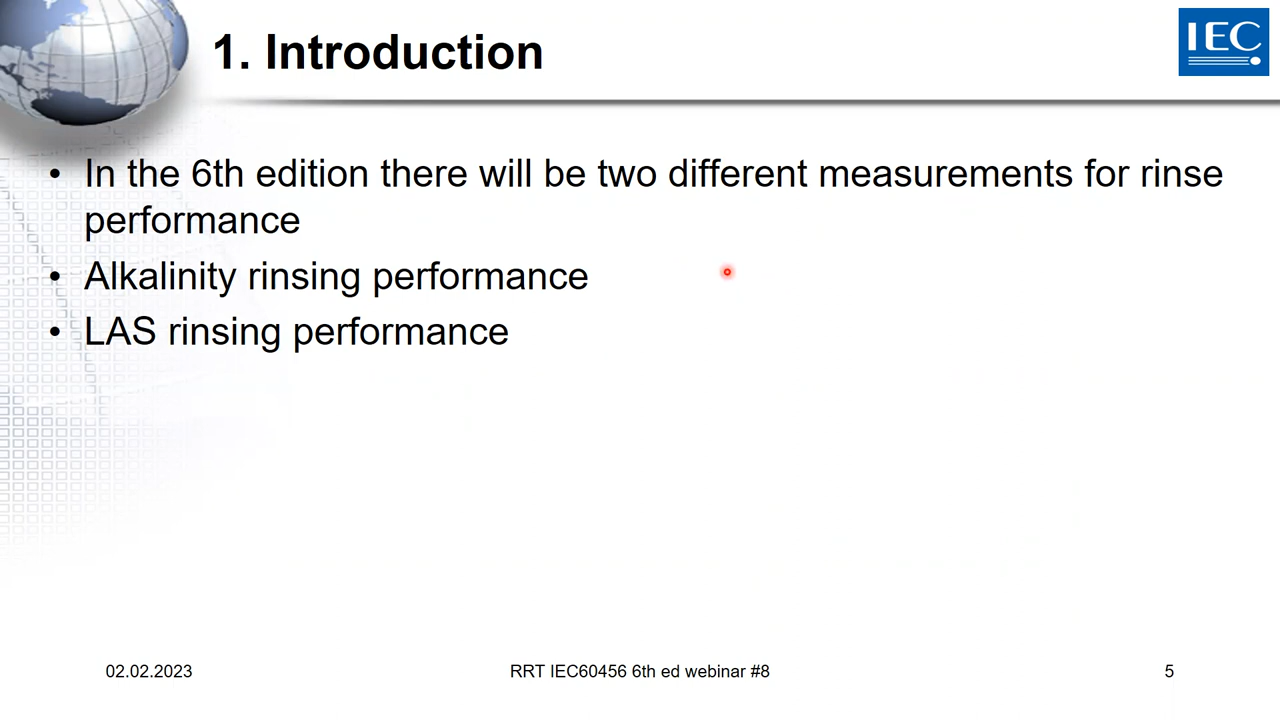 1. Introduction
IEC
• In the 6th edition there will be two different measurements for rinse
performance
• Alkalinity rinsing performance
• LAS rinsing performance
02.02.2023
RRT IEC60456 6th ed webinar #8
5